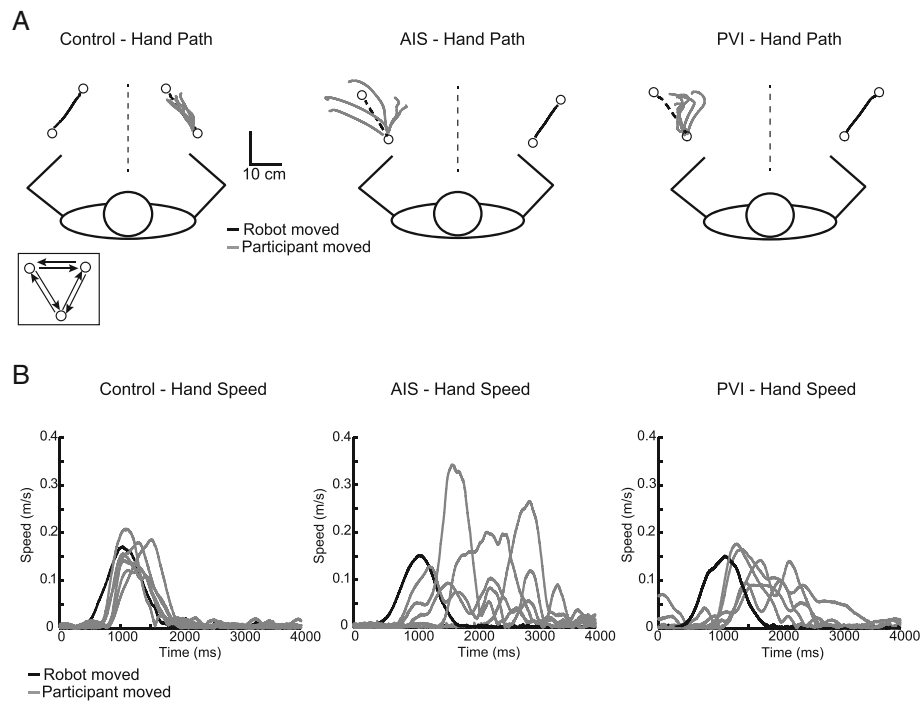 A
Control - Hand Path
AIS - Hand Path
PVI - Hand Path
10 cm
Robot moved
Participant moved
B
Control - Hand Speed
AIS - Hand Speed
PVI - Hand Speed
0.4
0.3
0.2
0.1
0
Speed (m/s)
0 1000 2000 3000 4000
Time (ms)
0.4
0.3
0.2
0.1
0
Speed (m/s)
0 1000 2000 3000 4000
Time (ms)
0.4
0.3
0.2
0.1
0
Speed (m/s)
0 1000 2000 3000 4000
Time (ms)
Robot moved
Participant moved